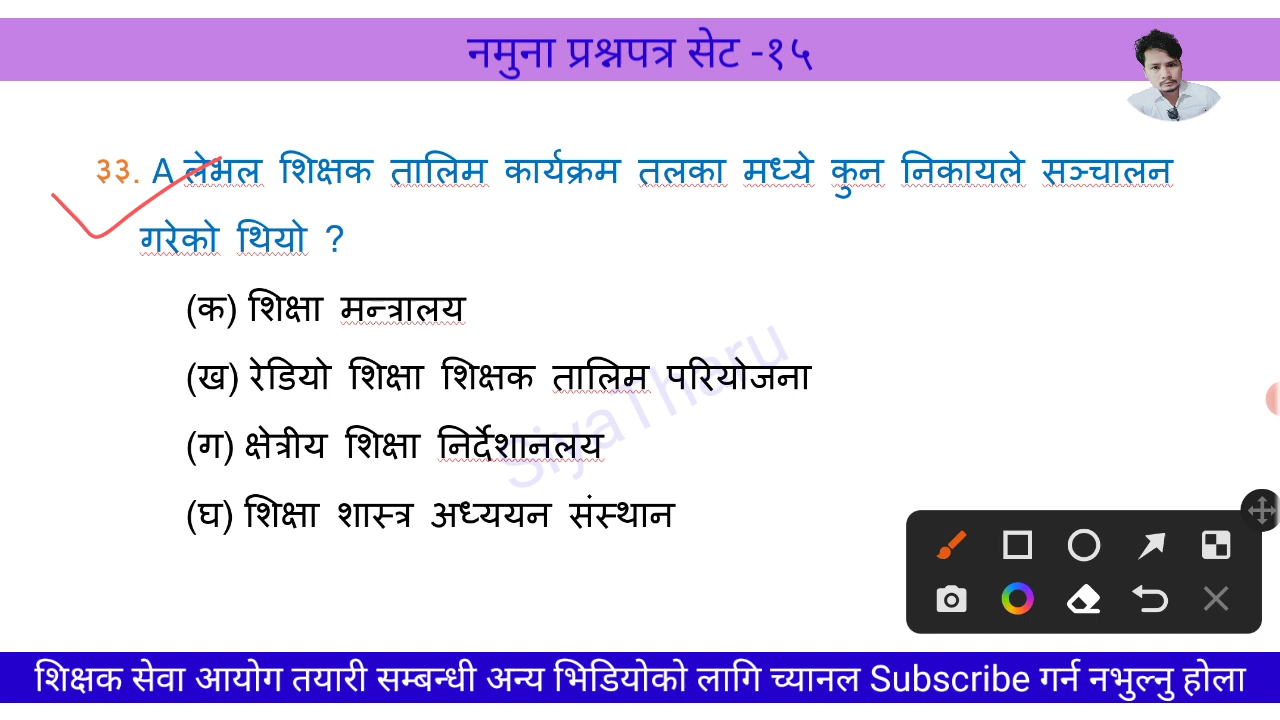 नमुना प्रश्नपत्र सेट -१५
३३. A लेभल शिक्षक तालिम कार्यक्रम तलका मध्ये कुन निकायले सञ्चालन
गरेको थियो ?
(क) शिक्षा मन्त्रालय
(ख) रेडियो शिक्षा शिक्षक तालिम परियोजना
(ग) क्षेत्रीय शिक्षा निर्देशानलय
(घ) शिक्षा शास्त्र अध्ययन संस्थान
SiyaTharu
शिक्षक सेवा आयोग तयारी सम्बन्धी अन्य भिडियोको लागि च्यानल Subscribe गर्न नभुल्नु होला